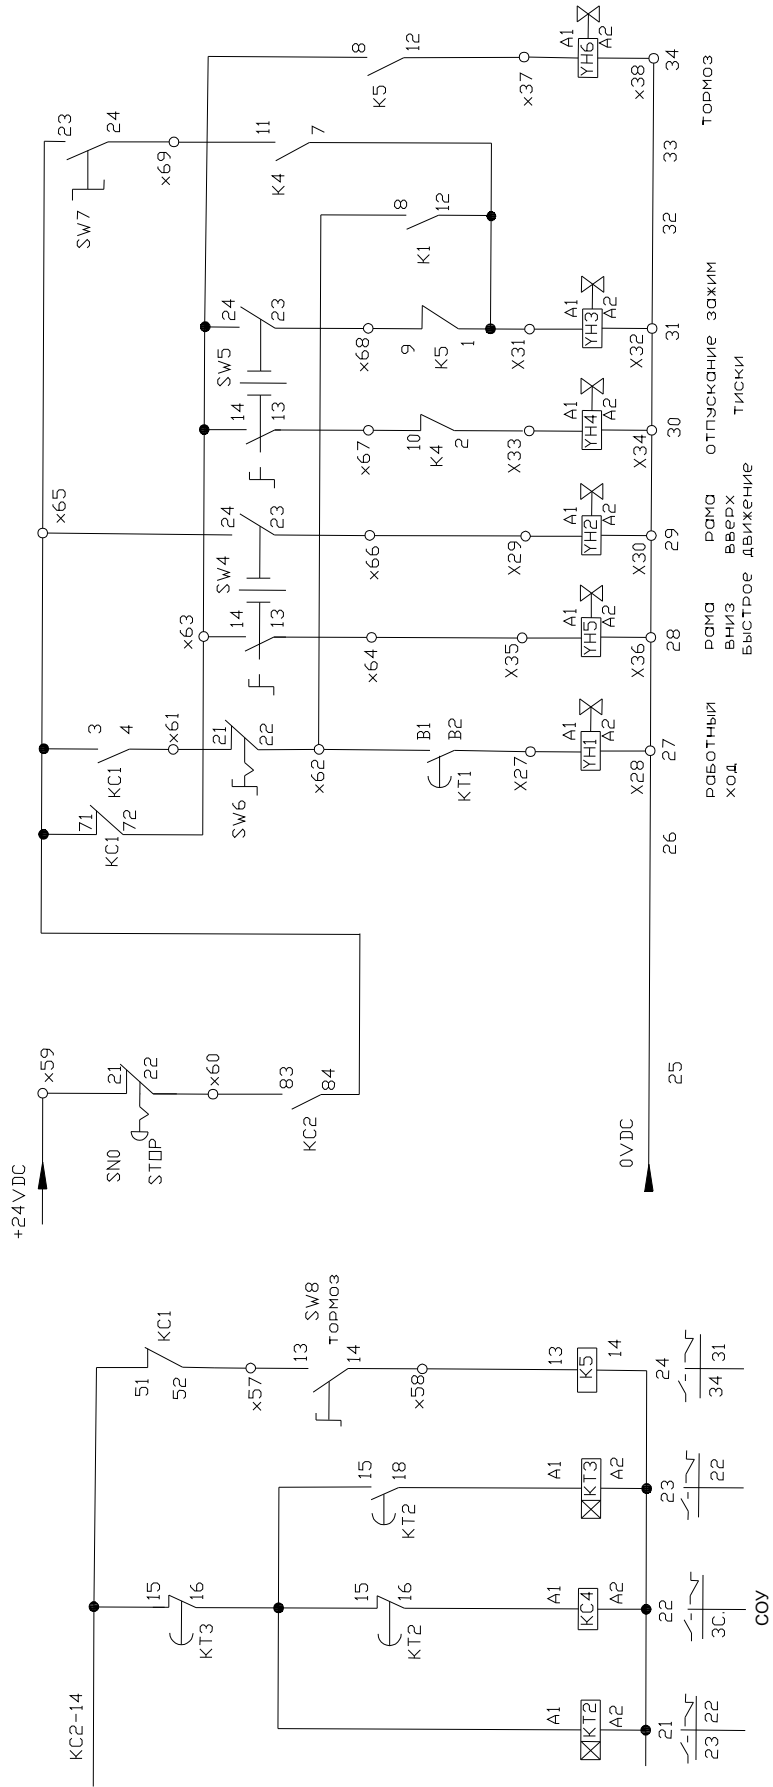 KC2-14
15
16
KT3
A1
KT2
A2
21
23
22
15
16
KT2
A1
KC4
A2
22
3C.
СОУ
15
18
KT2
A1
KT3
A2
23
22
51
52
KC1
x57
13
14
SW8
ТОРМОЗ
x58
13
K5
14
24
34
31
+24VDC
x59
21
22
SN0
STOP
x60
83
84
KC2
0VDC
25
71
72
KC1
26
3
4
KC1
x61
21
22
SW6
x62
B1
B2
KT1
X27
A1
YH1
A2
X28
27
РАБОТНЫЙ
ХОД
x63
14
13
x64
X35
A1
YH5
A2
X36
28
РАМА
ВНИЗ
БЫСТРОЕ ДВИЖЕНИЕ
x65
SW4
24
23
x66
X29
A1
YH2
A2
X30
29
РАМА
ВВЕРХ
14
13
x67
10
2
K4
X33
A1
YH4
A2
X34
30
ОТПУСКАНИЕ ЗАЖИМ
ТИСКИ
SW5
24
23
x68
9
1
K5
X31
A1
YH3
A2
X32
31
8
12
K1
32
23
24
SW7
x69
11
7
K4
33
8
12
K5
x37
A1
YH6
A2
x38
34
ТОРМОЗ